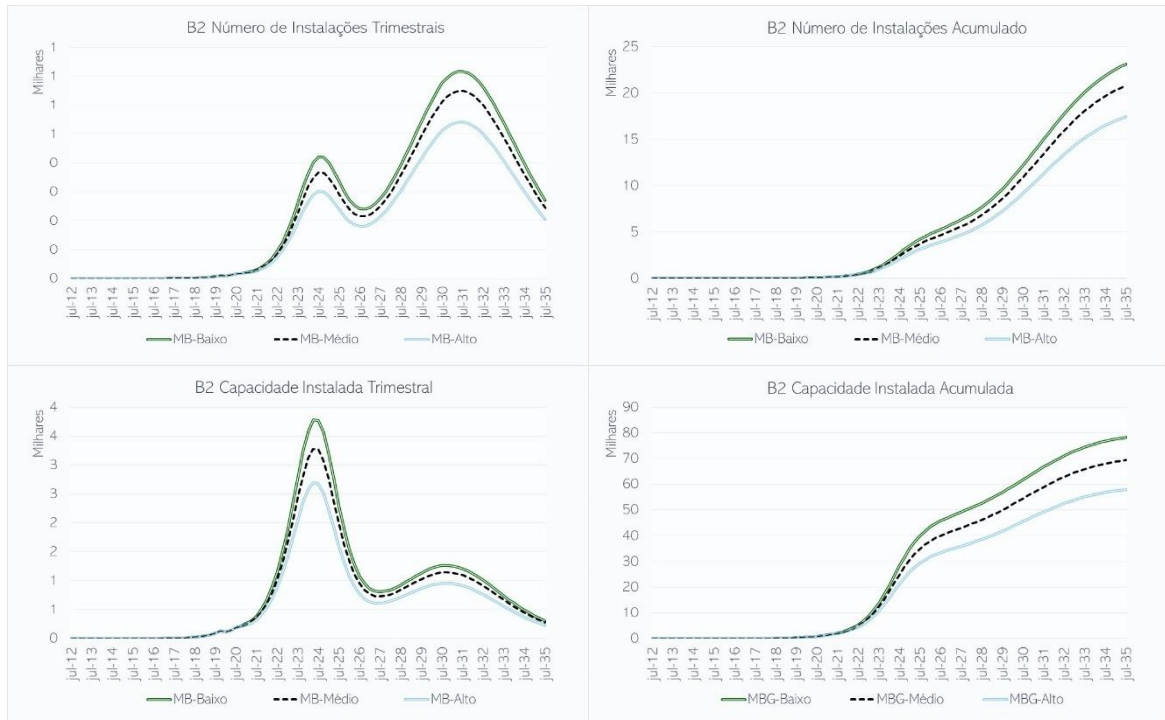 B2 Número de Instalações Trimestrais
Milhares
1
1
1
1
0
0
0
0
0
jul-12 jul-13 jul-14 jul-15 jul-16 jul-17 jul-18 jul-19 jul-20 jul-21 jul-22 jul-23 jul-24 jul-25 jul-26 jul-27 jul-28 jul-29 jul-30 jul-31 jul-32 jul-33 jul-34 jul-35
MB-Baixo MB-Médio MB-Alto
B2 Número de Instalações Acumulado
Milhares
25
20
15
10
5
0
jul-12 jul-13 jul-14 jul-15 jul-16 jul-17 jul-18 jul-19 jul-20 jul-21 jul-22 jul-23 jul-24 jul-25 jul-26 jul-27 jul-28 jul-29 jul-30 jul-31 jul-32 jul-33 jul-34 jul-35
MB-Baixo MB-Médio MB-Alto
B2 Capacidade Instalada Trimestral
Milhares
4
4
3
3
2
2
1
1
0
jul-12 jul-13 jul-14 jul-15 jul-16 jul-17 jul-18 jul-19 jul-20 jul-21 jul-22 jul-23 jul-24 jul-25 jul-26 jul-27 jul-28 jul-29 jul-30 jul-31 jul-32 jul-33 jul-34 jul-35
MB-Baixo MB-Médio MB-Alto
B2 Capacidade Instalada Acumulada
Milhares
90
80
70
60
50
40
30
20
10
0
jul-12 jul-13 jul-14 jul-15 jul-16 jul-17 jul-18 jul-19 jul-20 jul-21 jul-22 jul-23 jul-24 jul-25 jul-26 jul-27 jul-28 jul-29 jul-30 jul-31 jul-32 jul-33 jul-34 jul-35
MBG-Baixo MBG-Médio MBG-Alto